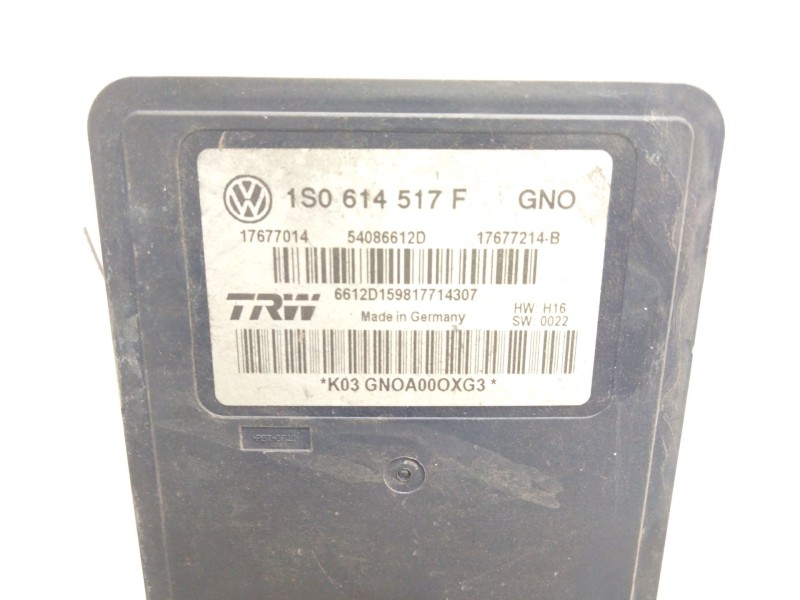 1S0 614 517 F GNO
17677014 54086612D 17677214-B
6612D159817714307
TRW Made in Germany HW H16
SW 0022
*K03 GNOA00OXG3*